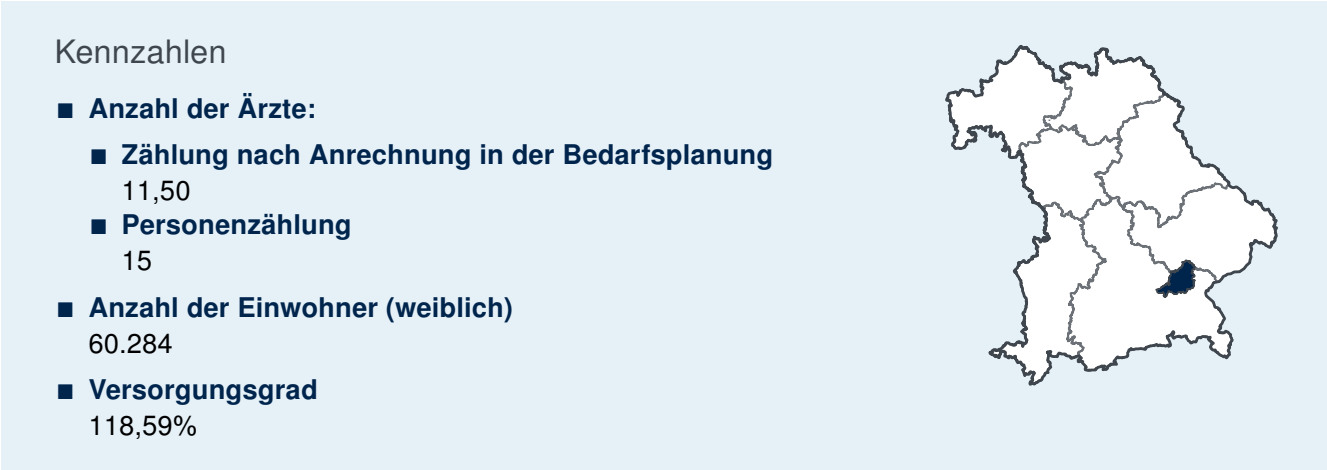 Kennzahlen
■ Anzahl der Ärzte:
■ Zählung nach Anrechnung in der Bedarfsplanung
11,50
■ Personenzählung
15
■ Anzahl der Einwohner (weiblich)
60.284
■ Versorgungsgrad
118,59%